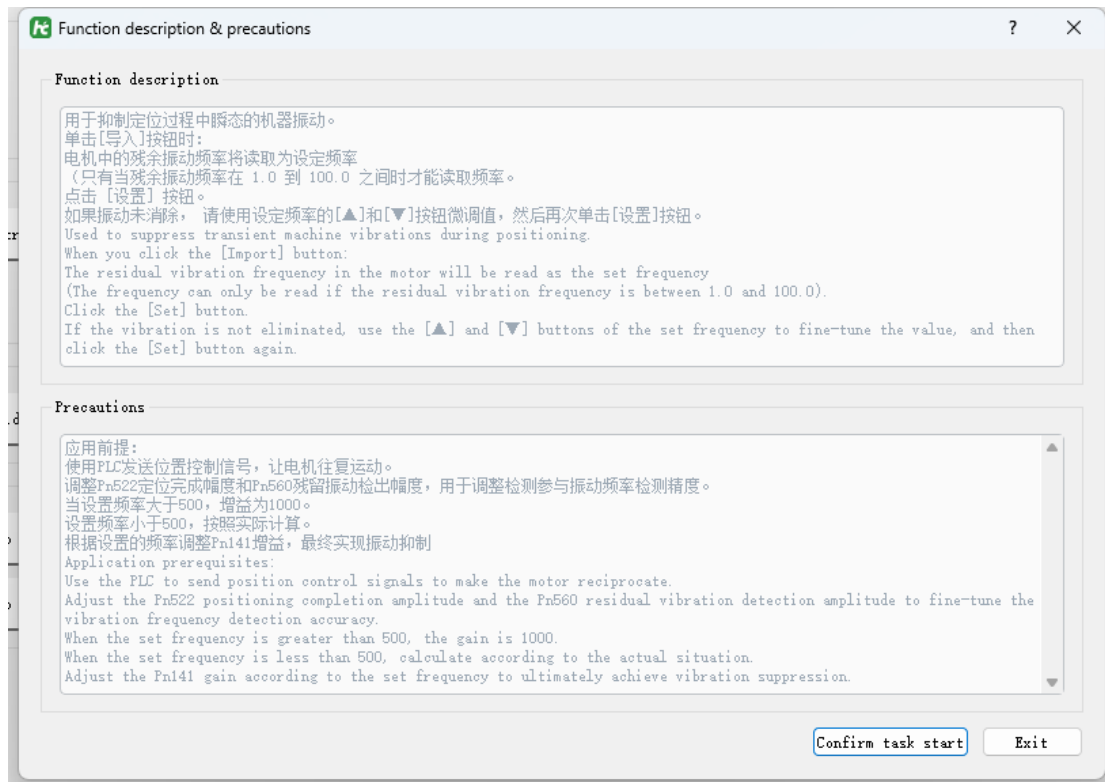 Function description & precautions
Function description
用于抑制定位过程中瞬态的机器振动。
单击[导入]按钮时:
电机中的残余振动频率将读取为设定频率
（只有当残余振动频率在 1.0 到 100.0 之间时才能读取频率。
点击 [设置] 按钮。
如果振动未消除， 请使用设定频率的[▲]和[▼]按钮微调值，然后再次单击[设置]按钮。
Used to suppress transient machine vibrations during positioning.
When you click the [Import] button:
The residual vibration frequency in the motor will be read as the set frequency
(The frequency can only be read if the residual vibration frequency is between 1.0 and 100.0).
Click the [Set] button.
If the vibration is not eliminated, use the [▲] and [▼] buttons of the set frequency to fine-tune the value, and then
click the [Set] button again.
Precautions
应用前提:
使用PLC发送位置控制信号，让电机往复运动。
调整Pn522定位完成幅度和Pn560残留振动检出幅度，用于调整检测参与振动频率检测精度。
当设置频率大于500，增益为1000。
设置频率小于500，按照实际计算。
根据设置的频率调整Pn141增益，最终实现振动抑制
Application prerequisites:
Use the PLC to send position control signals to make the motor reciprocate.
Adjust the Pn522 positioning completion amplitude and the Pn560 residual vibration detection amplitude to fine-tune the
vibration frequency detection accuracy.
When the set frequency is greater than 500, the gain is 1000.
When the set frequency is less than 500, calculate according to the actual situation.
Adjust the Pn141 gain according to the set frequency to ultimately achieve vibration suppression.
Confirm task start
Exit